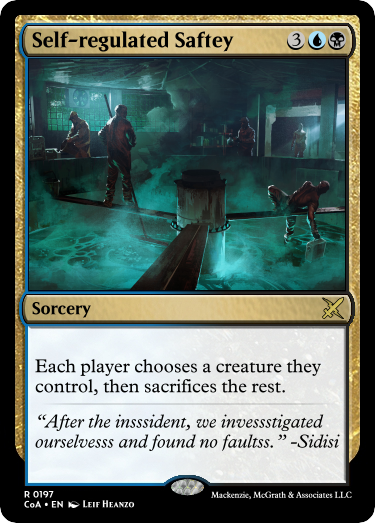 Self-regulated Saftey 3
Sorcery
Each player chooses a creature they
control, then sacrifices the rest.
“After the insssident, we invessstigated
ourselvesss and found no faultss.” -Sidisi
R 0197
CoA • EN Leif Heanzo
Mackenzie, McGrath & Associates LLC